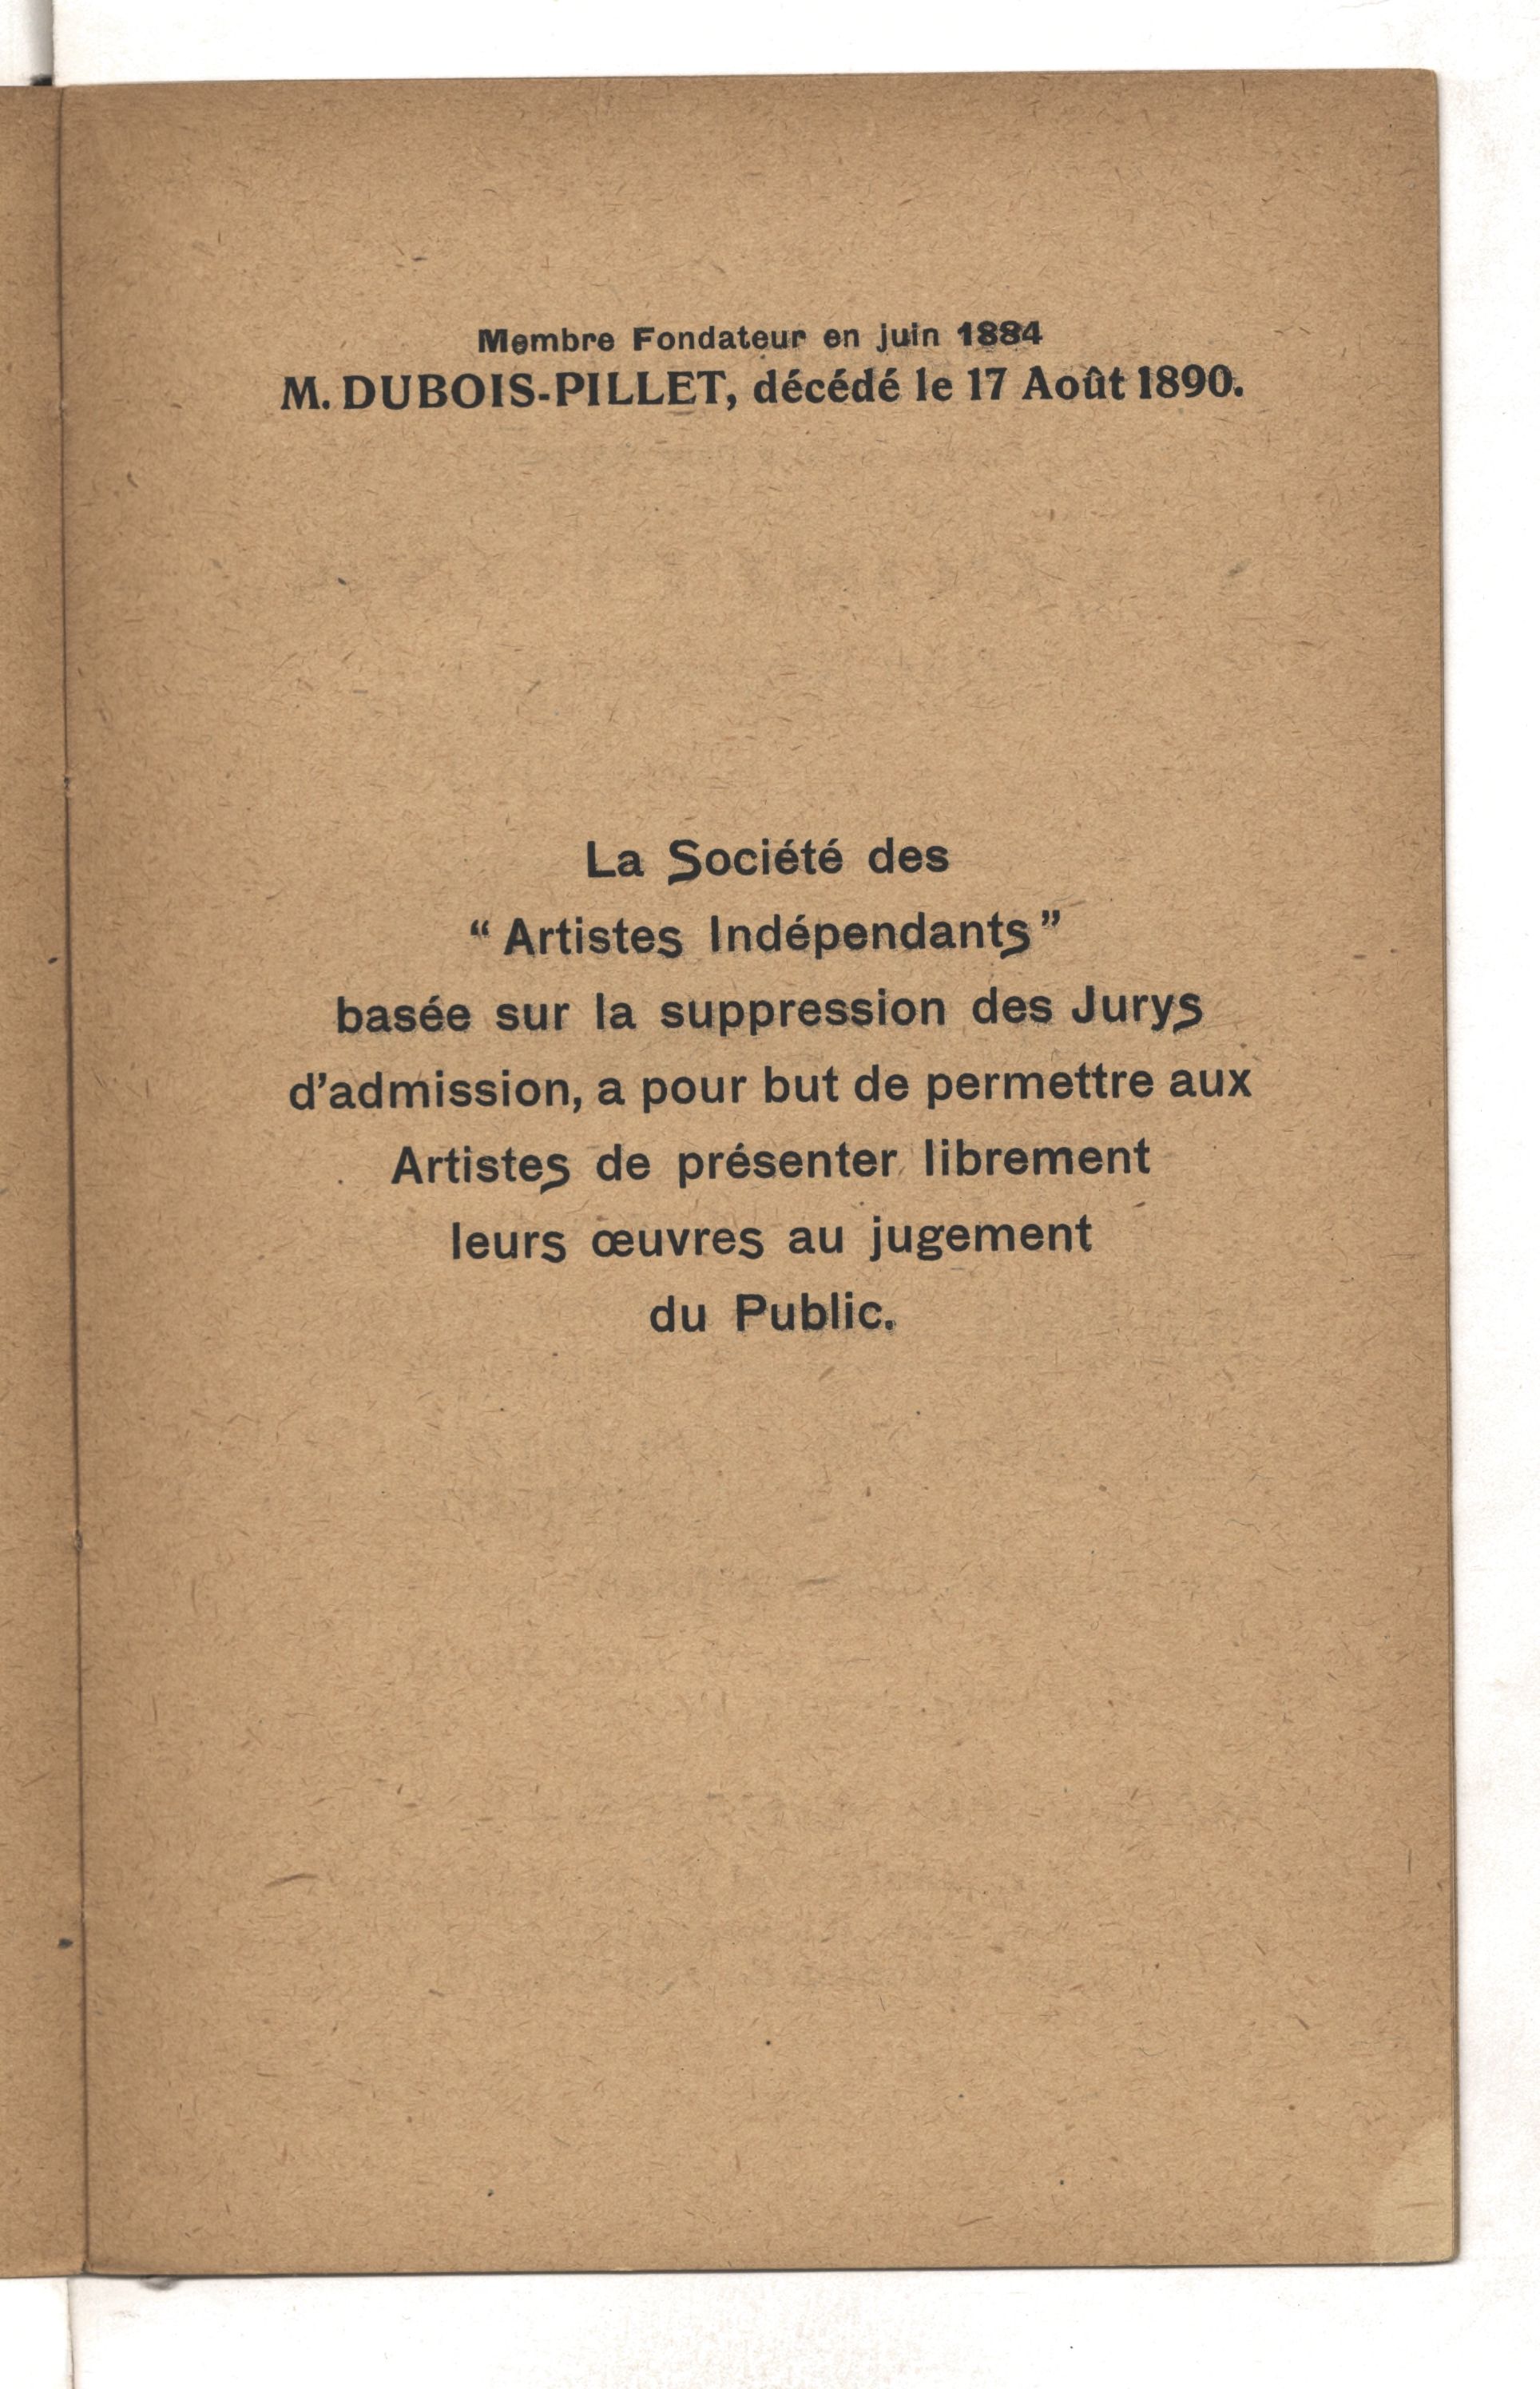 Membre Fondateur en juin 1884
M. DUBOIS-PILLET, décédé le 17 Août 1890.
La Société des
“ Artistes Indépendants ”
basée sur la suppression des Jurys
d’admission, a pour but de permettre aux
Artistes de présenter librement
leurs œuvres au jugement
du Public.